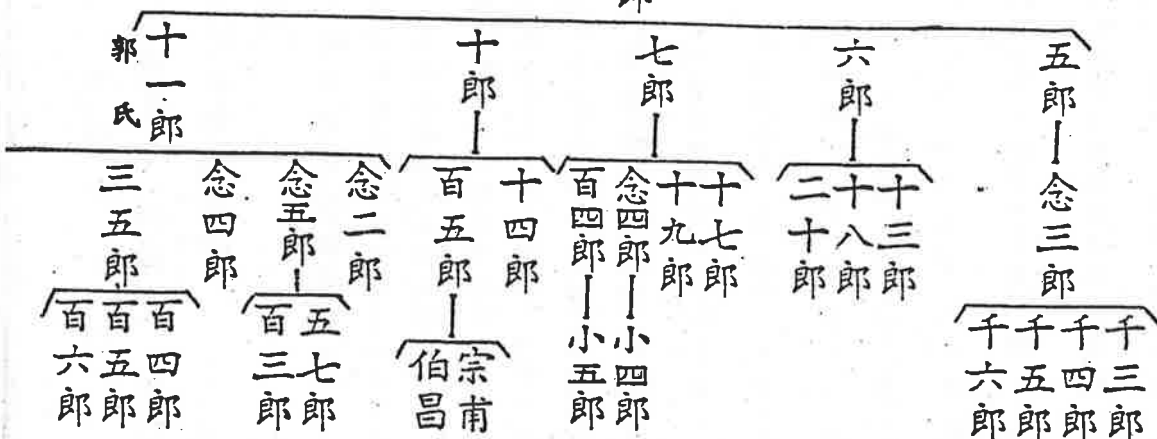 郎
五郎
六郎
七郎
十郎
十一郎
郭氏
念三郎
十三郎
十八郎
二十郎
十七郎
十九郎
念四郎
百四郎
十四郎
百五郎
念二郎
念五郎
念四郎
三五郎
千三郎
千四郎
千五郎
千六郎
小四郎
小五郎
宗甫
伯昌
五七郎
百三郎
百四郎
百五郎
百六郎